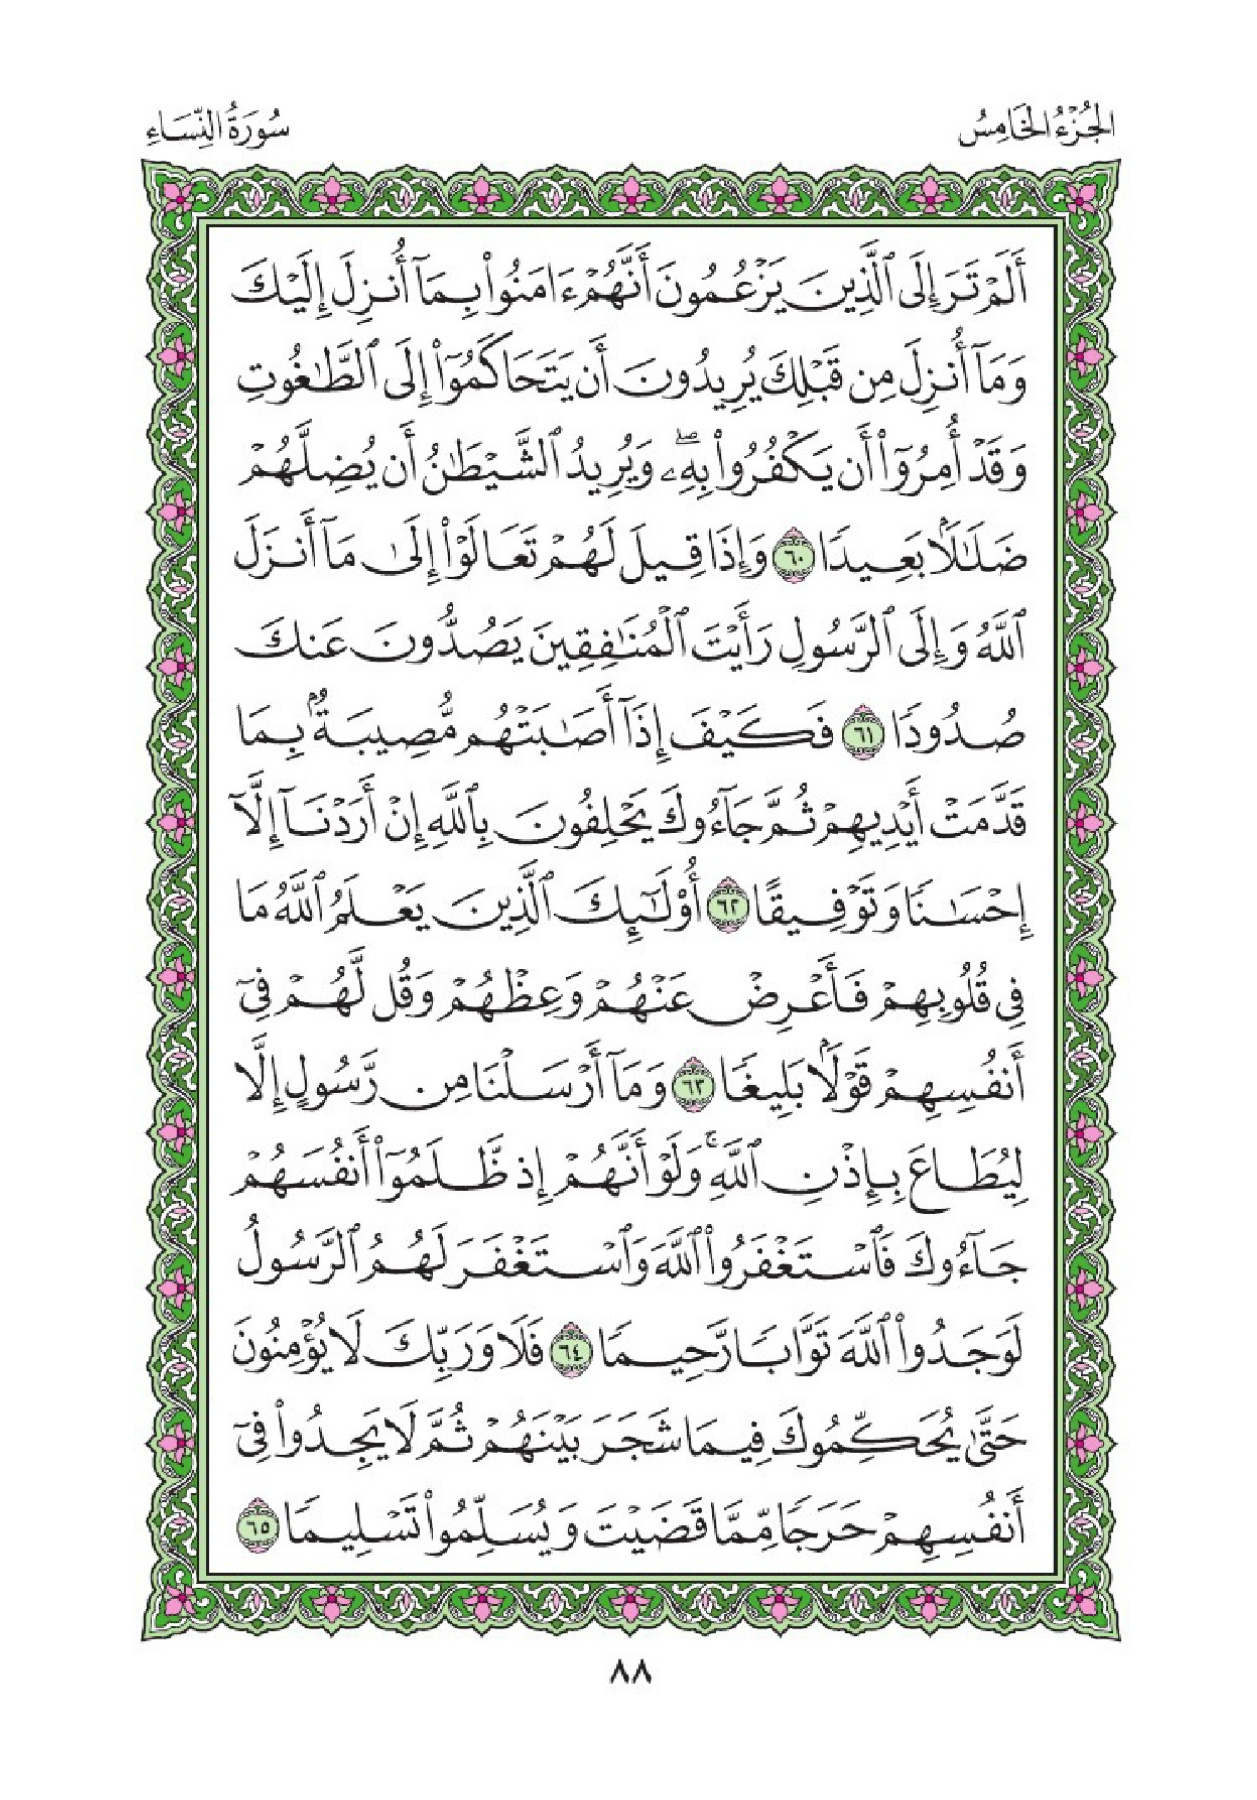 الجُزْءُ الخَامِسُ
سُورَةُ النِّسَاءِ
أَلَمْ تَرَ إِلَى ٱلَّذِينَ يَزْعُمُونَ أَنَّهُمْ ءَامَنُوا۟ بِمَآ أُنزِلَ إِلَيْكَ
وَمَآ أُنزِلَ مِن قَبْلِكَ يُرِيدُونَ أَن يَتَحَاكَمُوٓا۟ إِلَى ٱلطَّـٰغُوتِ
وَقَدْ أُمِرُوٓا۟ أَن يَكْفُرُوا۟ بِهِۦۖ وَيُرِيدُ ٱلشَّيْطَـٰنُ أَن يُضِلَّهُمْ
ضَلَـٰلًۢا بَعِيدًا ٦٠ وَإِذَا قِيلَ لَهُمْ تَعَالَوْا۟ إِلَىٰ مَآ أَنزَلَ
ٱللَّهُ وَإِلَى ٱلرَّسُولِ رَأَيْتَ ٱلْمُنَـٰفِقِينَ يَصُدُّونَ عَنكَ
صُدُودًا ٦١ فَكَيْفَ إِذَآ أَصَـٰبَتْهُم مُّصِيبَةٌۢ بِمَا
قَدَّمَتْ أَيْدِيهِمْ ثُمَّ جَآءُوكَ يَحْلِفُونَ بِٱللَّهِ إِنْ أَرَدْنَآ إِلَّآ
إِحْسَـٰنًا وَتَوْفِيقًا ٦٢ أُو۟لَـٰٓئِكَ ٱلَّذِينَ يَعْلَمُ ٱللَّهُ مَا
فِى قُلُوبِهِمْ فَأَعْرِضْ عَنْهُمْ وَعِظْهُمْ وَقُل لَّهُمْ فِىٓ
أَنفُسِهِمْ قَوْلًۢا بَلِيغًا ٦٣ وَمَآ أَرْسَلْنَا مِن رَّسُولٍ إِلَّا
لِيُطَاعَ بِإِذْنِ ٱللَّهِۚ وَلَوْ أَنَّهُمْ إِذ ظَّلَمُوٓا۟ أَنفُسَهُمْ
جَآءُوكَ فَٱسْتَغْفَرُوا۟ ٱللَّهَ وَٱسْتَغْفَرَ لَهُمُ ٱلرَّسُولُ
لَوَجَدُوا۟ ٱللَّهَ تَوَّابًا رَّحِيمًا ٦٤ فَلَا وَرَبِّكَ لَا يُؤْمِنُونَ
حَتَّىٰ يُحَكِّمُوكَ فِيمَا شَجَرَ بَيْنَهُمْ ثُمَّ لَا يَجِدُوا۟ فِىٓ
أَنفُسِهِمْ حَرَجًا مِّمَّا قَضَيْتَ وَيُسَلِّمُوا۟ تَسْلِيمًا ٦٥
٨٨